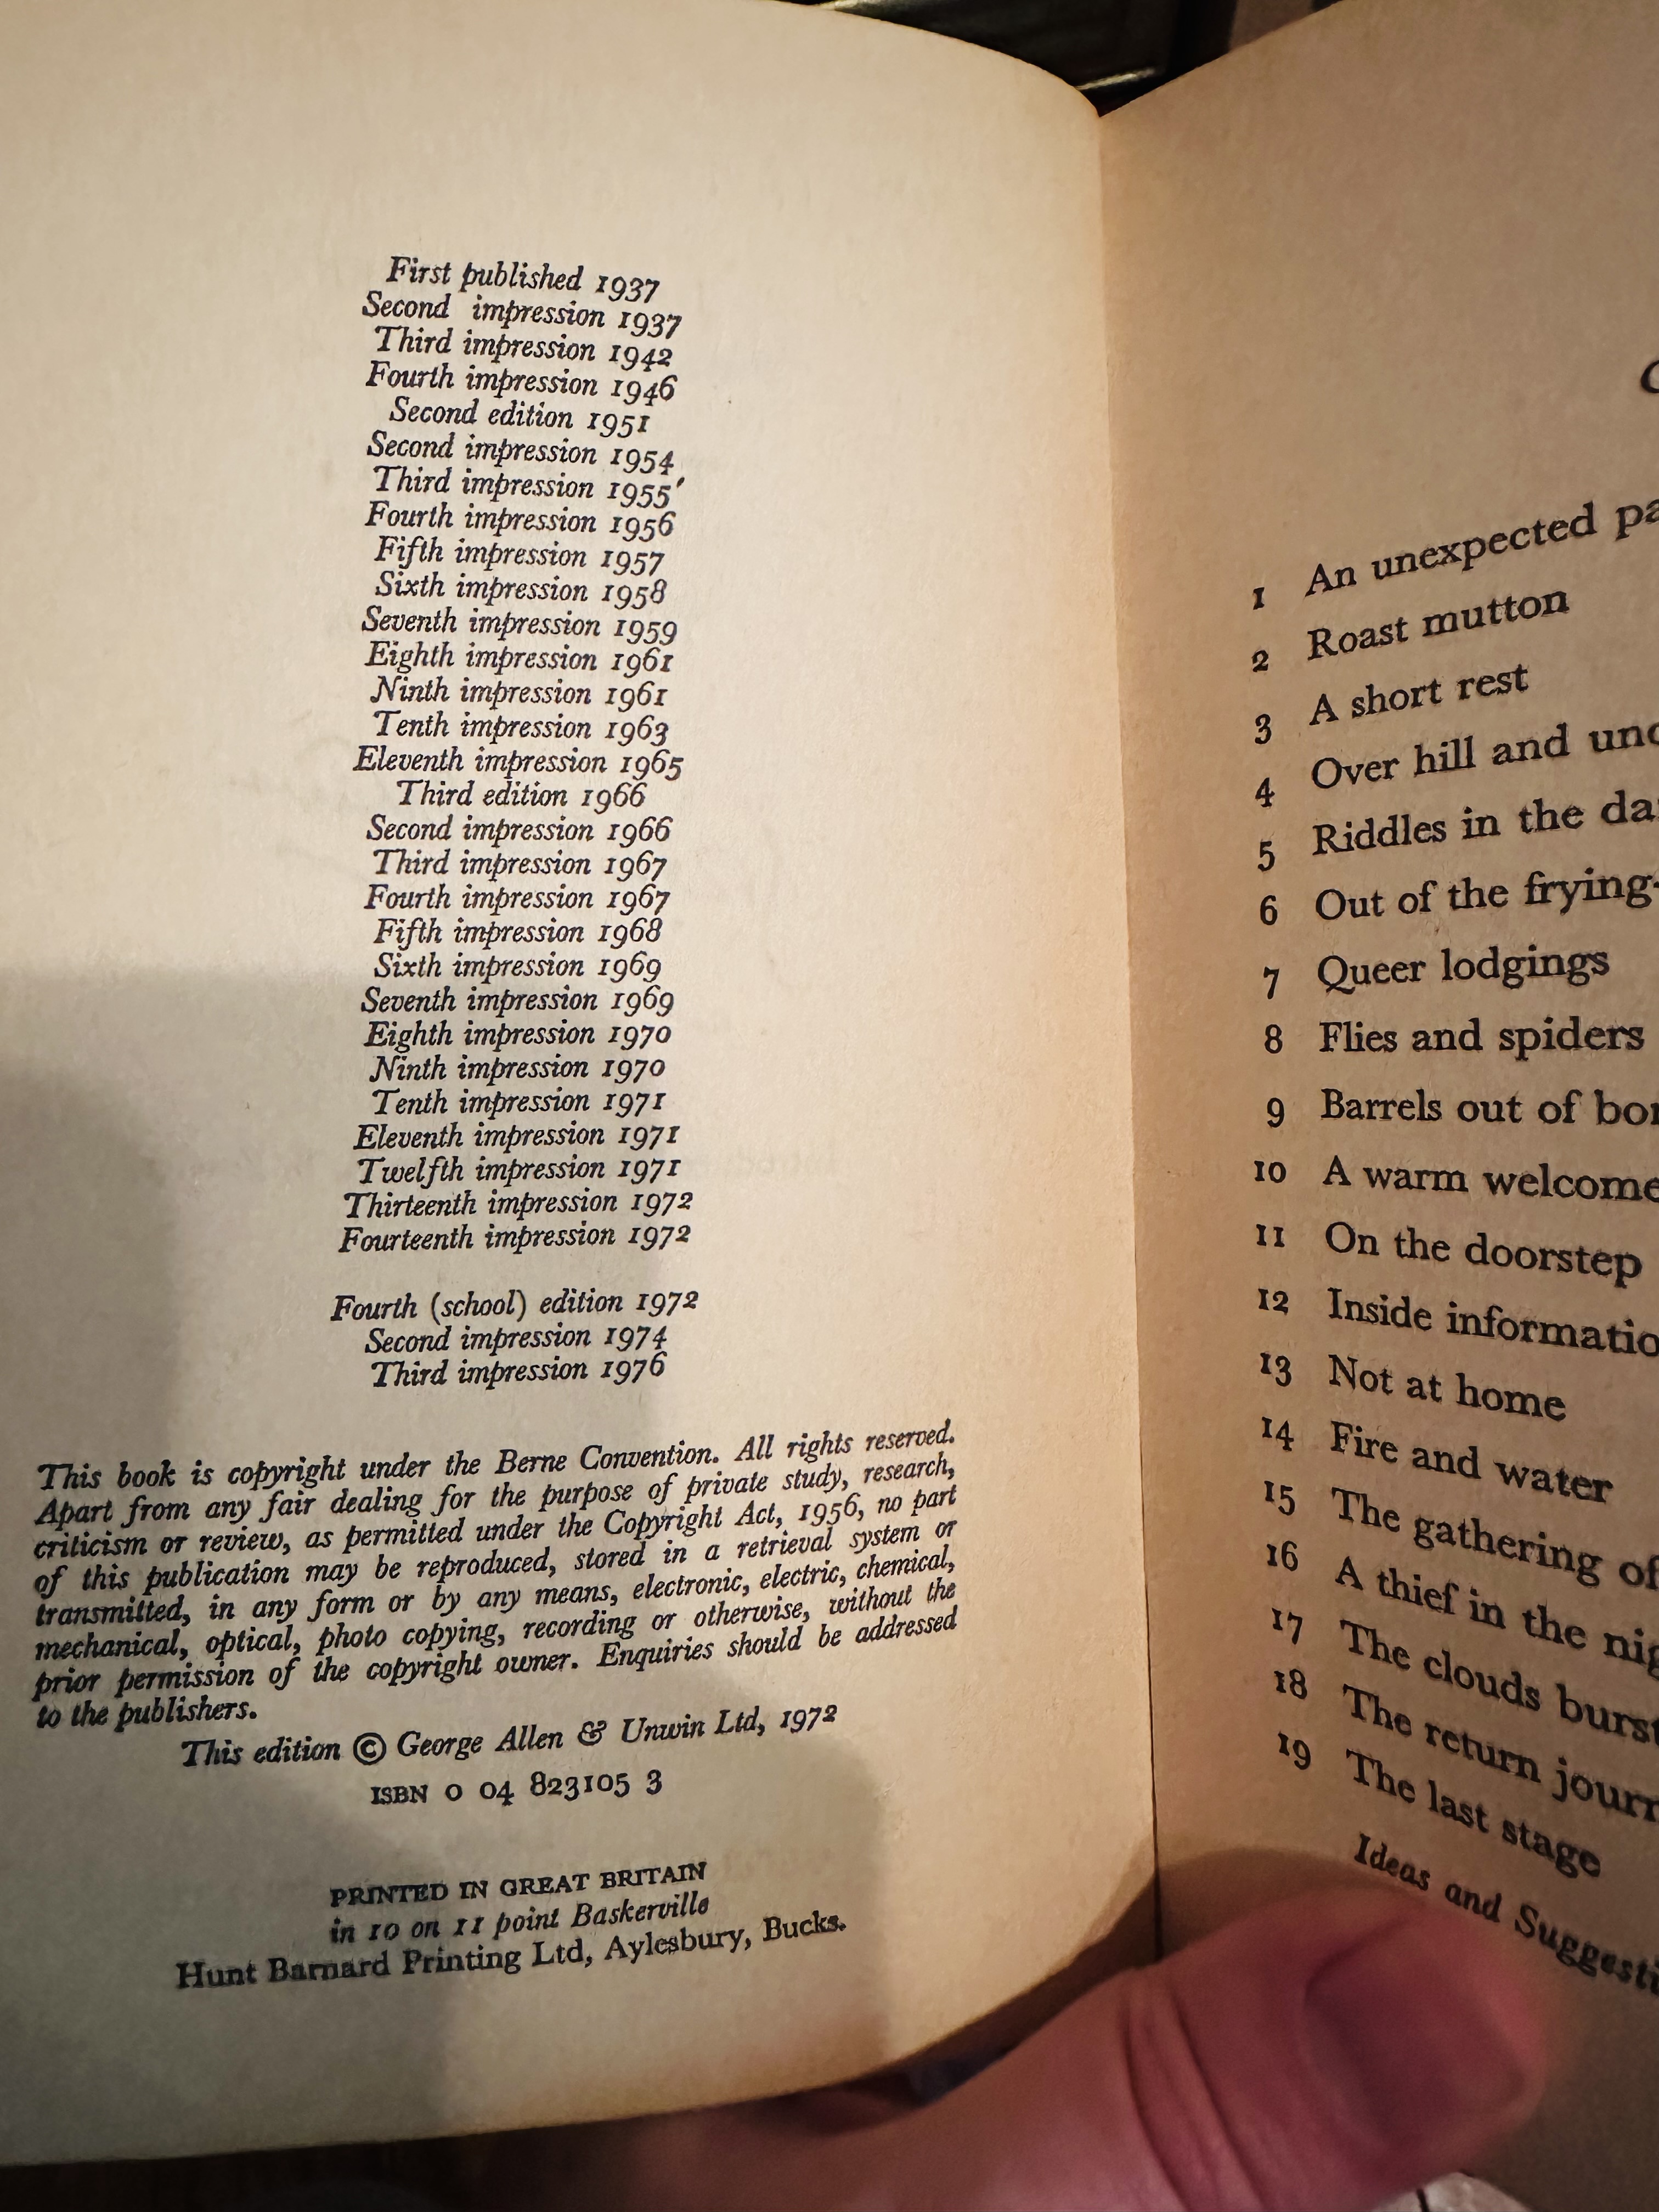 First published 1937
Second impression 1937
Third impression 1942
Fourth impression 1946
Second edition 1951
Second impression 1954
Third impression 1955'
Fourth impression 1956
Fifth impression 1957
Sixth impression 1958
Seventh impression 1959
Eighth impression 1961
Ninth impression 1961
Tenth impression 1963
Eleventh impression 1965
Third edition 1966
Second impression 1966
Third impression 1967
Fourth impression 1967
Fifth impression 1968
Sixth impression 1969
Seventh impression 1969
Eighth impression 1970
Ninth impression 1970
Tenth impression 1971
Eleventh impression 1971
Twelfth impression 1971
Thirteenth impression 1972
Fourteenth impression 1972
Fourth (school) edition 1972
Second impression 1974
Third impression 1976
This book is copyright under the Berne Convention. All rights reserved.
Apart from any fair dealing for the purpose of private study, research,
criticism or review, as permitted under the Copyright Act, 1956, no part
of this publication may be reproduced, stored in a retrieval system or
transmitted, in any form or by any means, electronic, electric, chemical,
mechanical, optical, photo copying, recording or otherwise, without the
prior permission of the copyright owner. Enquiries should be addressed
to the publishers.
This edition © George Allen & Unwin Ltd, 1972
ISBN 0 04 823105 3
PRINTED IN GREAT BRITAIN
in 10 on 11 point Baskerville
Hunt Barnard Printing Ltd, Aylesbury, Bucks.
1 An unexpected pa
2 Roast mutton
3 A short rest
4 Over hill and und
5 Riddles in the da
6 Out of the frying-
7 Queer lodgings
8 Flies and spiders
9 Barrels out of bo
10 A warm welcome
11 On the doorstep
12 Inside informatio
13 Not at home
14 Fire and water
15 The gathering of
16 A thief in the nig
17 The clouds burst
18 The return jour
19 The last stage
Ideas and Suggesti